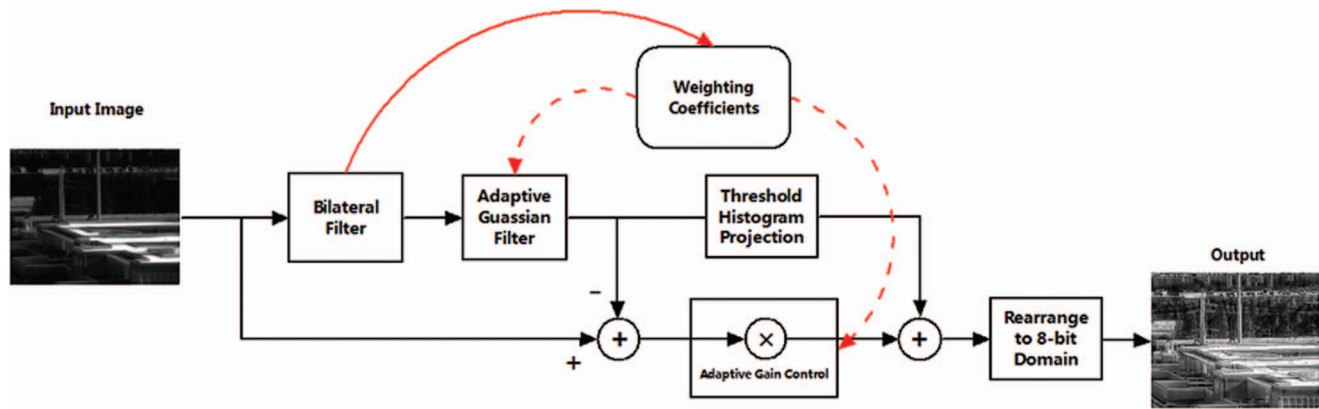 Weighting
Coefficients
Input Image
Bilateral
Filter
Adaptive
Guassian
Filter
Threshold
Histogram
Projection
Output
−
+
+
×
+
Adaptive Gain Control
Rearrange
to 8-bit
Domain